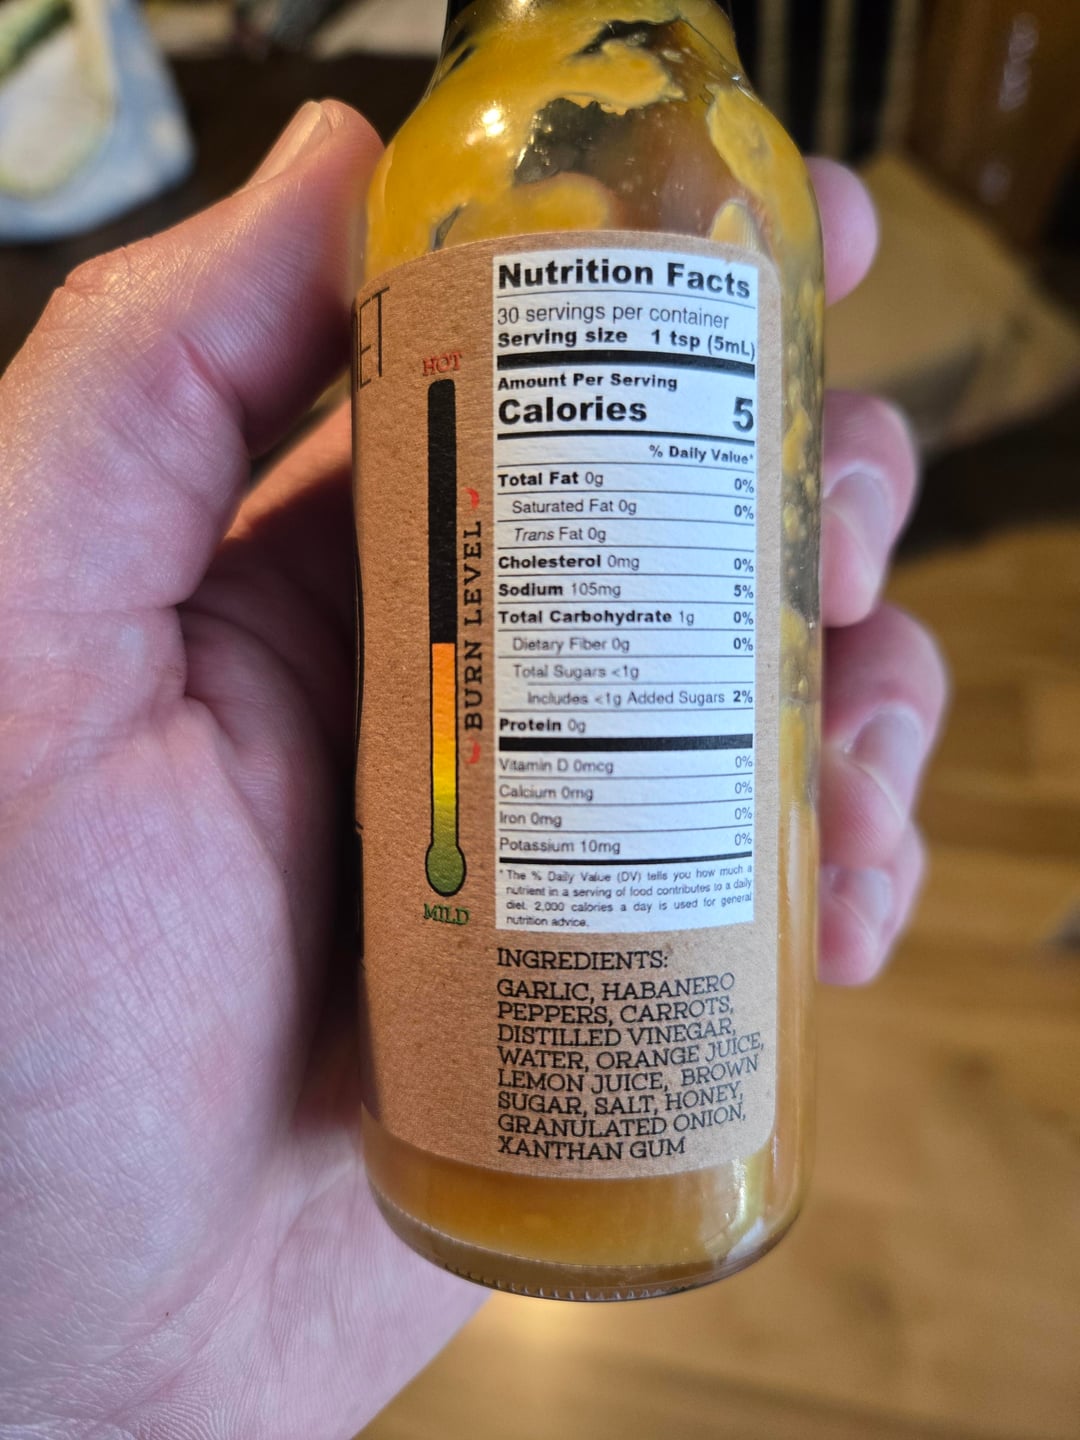 ET
HOT
BURN LEVEL
MILD
Nutrition Facts
30 servings per container
Serving size 1 tsp (5mL)
Amount Per Serving
Calories 5
% Daily Value*
Total Fat 0g 0%
Saturated Fat 0g 0%
Trans Fat 0g
Cholesterol 0mg 0%
Sodium 105mg 5%
Total Carbohydrate 1g 0%
Dietary Fiber 0g 0%
Total Sugars <1g
Includes <1g Added Sugars 2%
Protein 0g
Vitamin D 0mcg 0%
Calcium 0mg 0%
Iron 0mg 0%
Potassium 10mg 0%
*The % Daily Value (DV) tells you how much a
nutrient in a serving of food contributes to a daily
diet. 2,000 calories a day is used for general
nutrition advice.
INGREDIENTS:
GARLIC, HABANERO
PEPPERS, CARROTS,
DISTILLED VINEGAR,
WATER, ORANGE JUICE,
LEMON JUICE, BROWN
SUGAR, SALT, HONEY,
GRANULATED ONION,
XANTHAN GUM